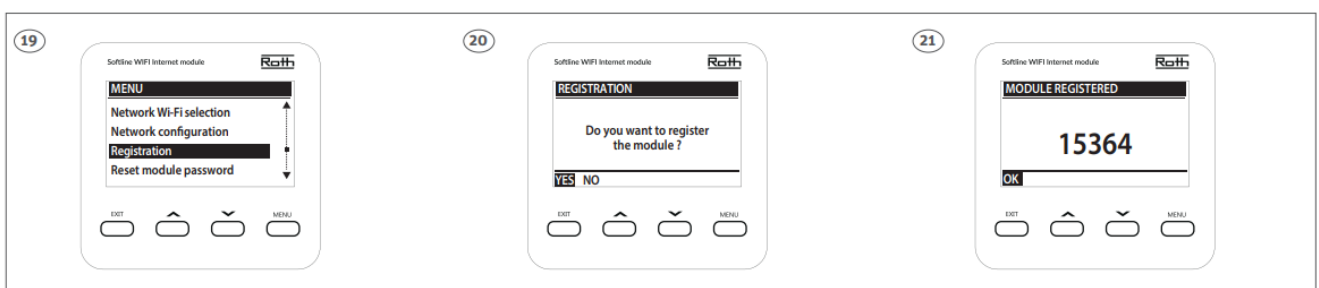 19
Softline WIFI Internet module Roth
MENU
Network Wi-Fi selection
Network configuration
Registration
Reset module password
EXIT MENU
20
Softline WIFI Internet module Roth
REGISTRATION
Do you want to register
the module ?
YES NO
EXIT MENU
21
Softline WIFI Internet module Roth
MODULE REGISTERED
15364
OK
EXIT MENU